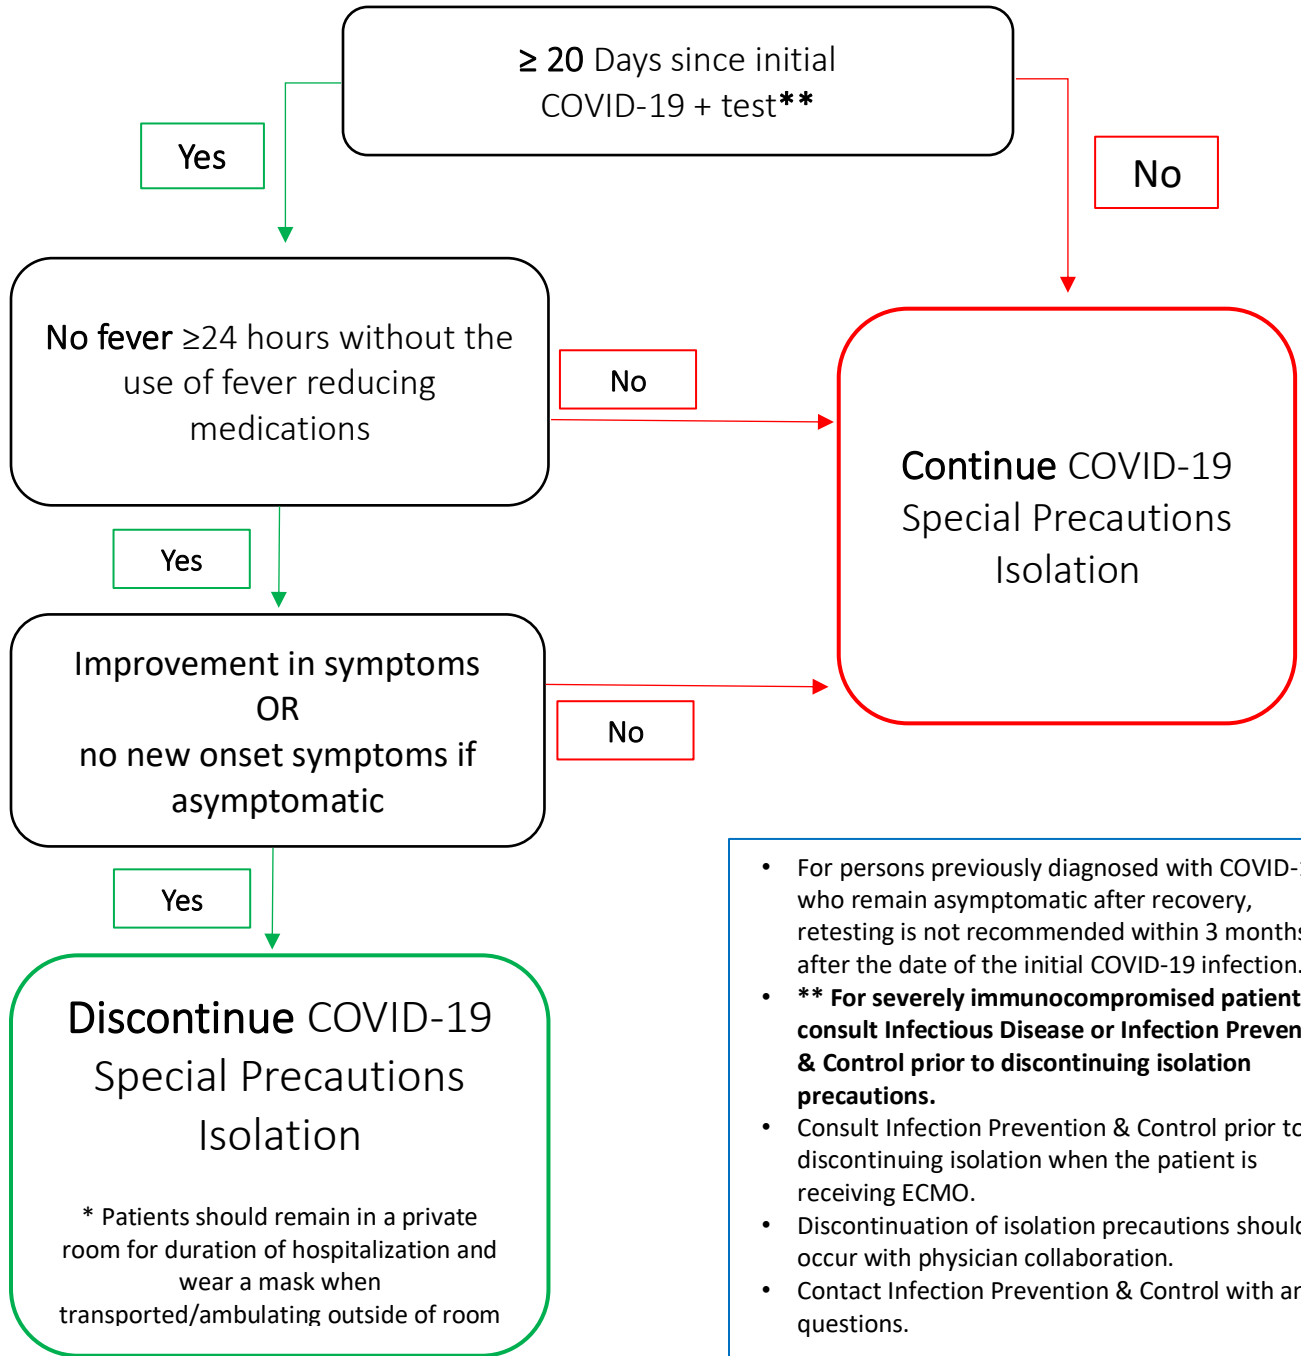 ≥ 20 Days since initial
COVID-19 + test**
Yes
No
No fever ≥24 hours without the
use of fever reducing
medications
No
Continue COVID-19
Special Precautions
Isolation
Yes
Improvement in symptoms
OR
no new onset symptoms if
asymptomatic
No
Yes
Discontinue COVID-19
Special Precautions
Isolation
* Patients should remain in a private
room for duration of hospitalization and
wear a mask when
transported/ambulating outside of room
• For persons previously diagnosed with
who remain asymptomatic after recovery,
retesting is not recommended within 3 months
after the date of the initial COVID-19 infection.
• ** For severely immunocompromised
consult Infectious Disease or Infection
& Control prior to discontinuing isolation
precautions.
• Consult Infection Prevention & Control prior to
discontinuing isolation when the patient is
receiving ECMO.
• Discontinuation of isolation precautions should
occur with physician collaboration.
• Contact Infection Prevention & Control with
questions.